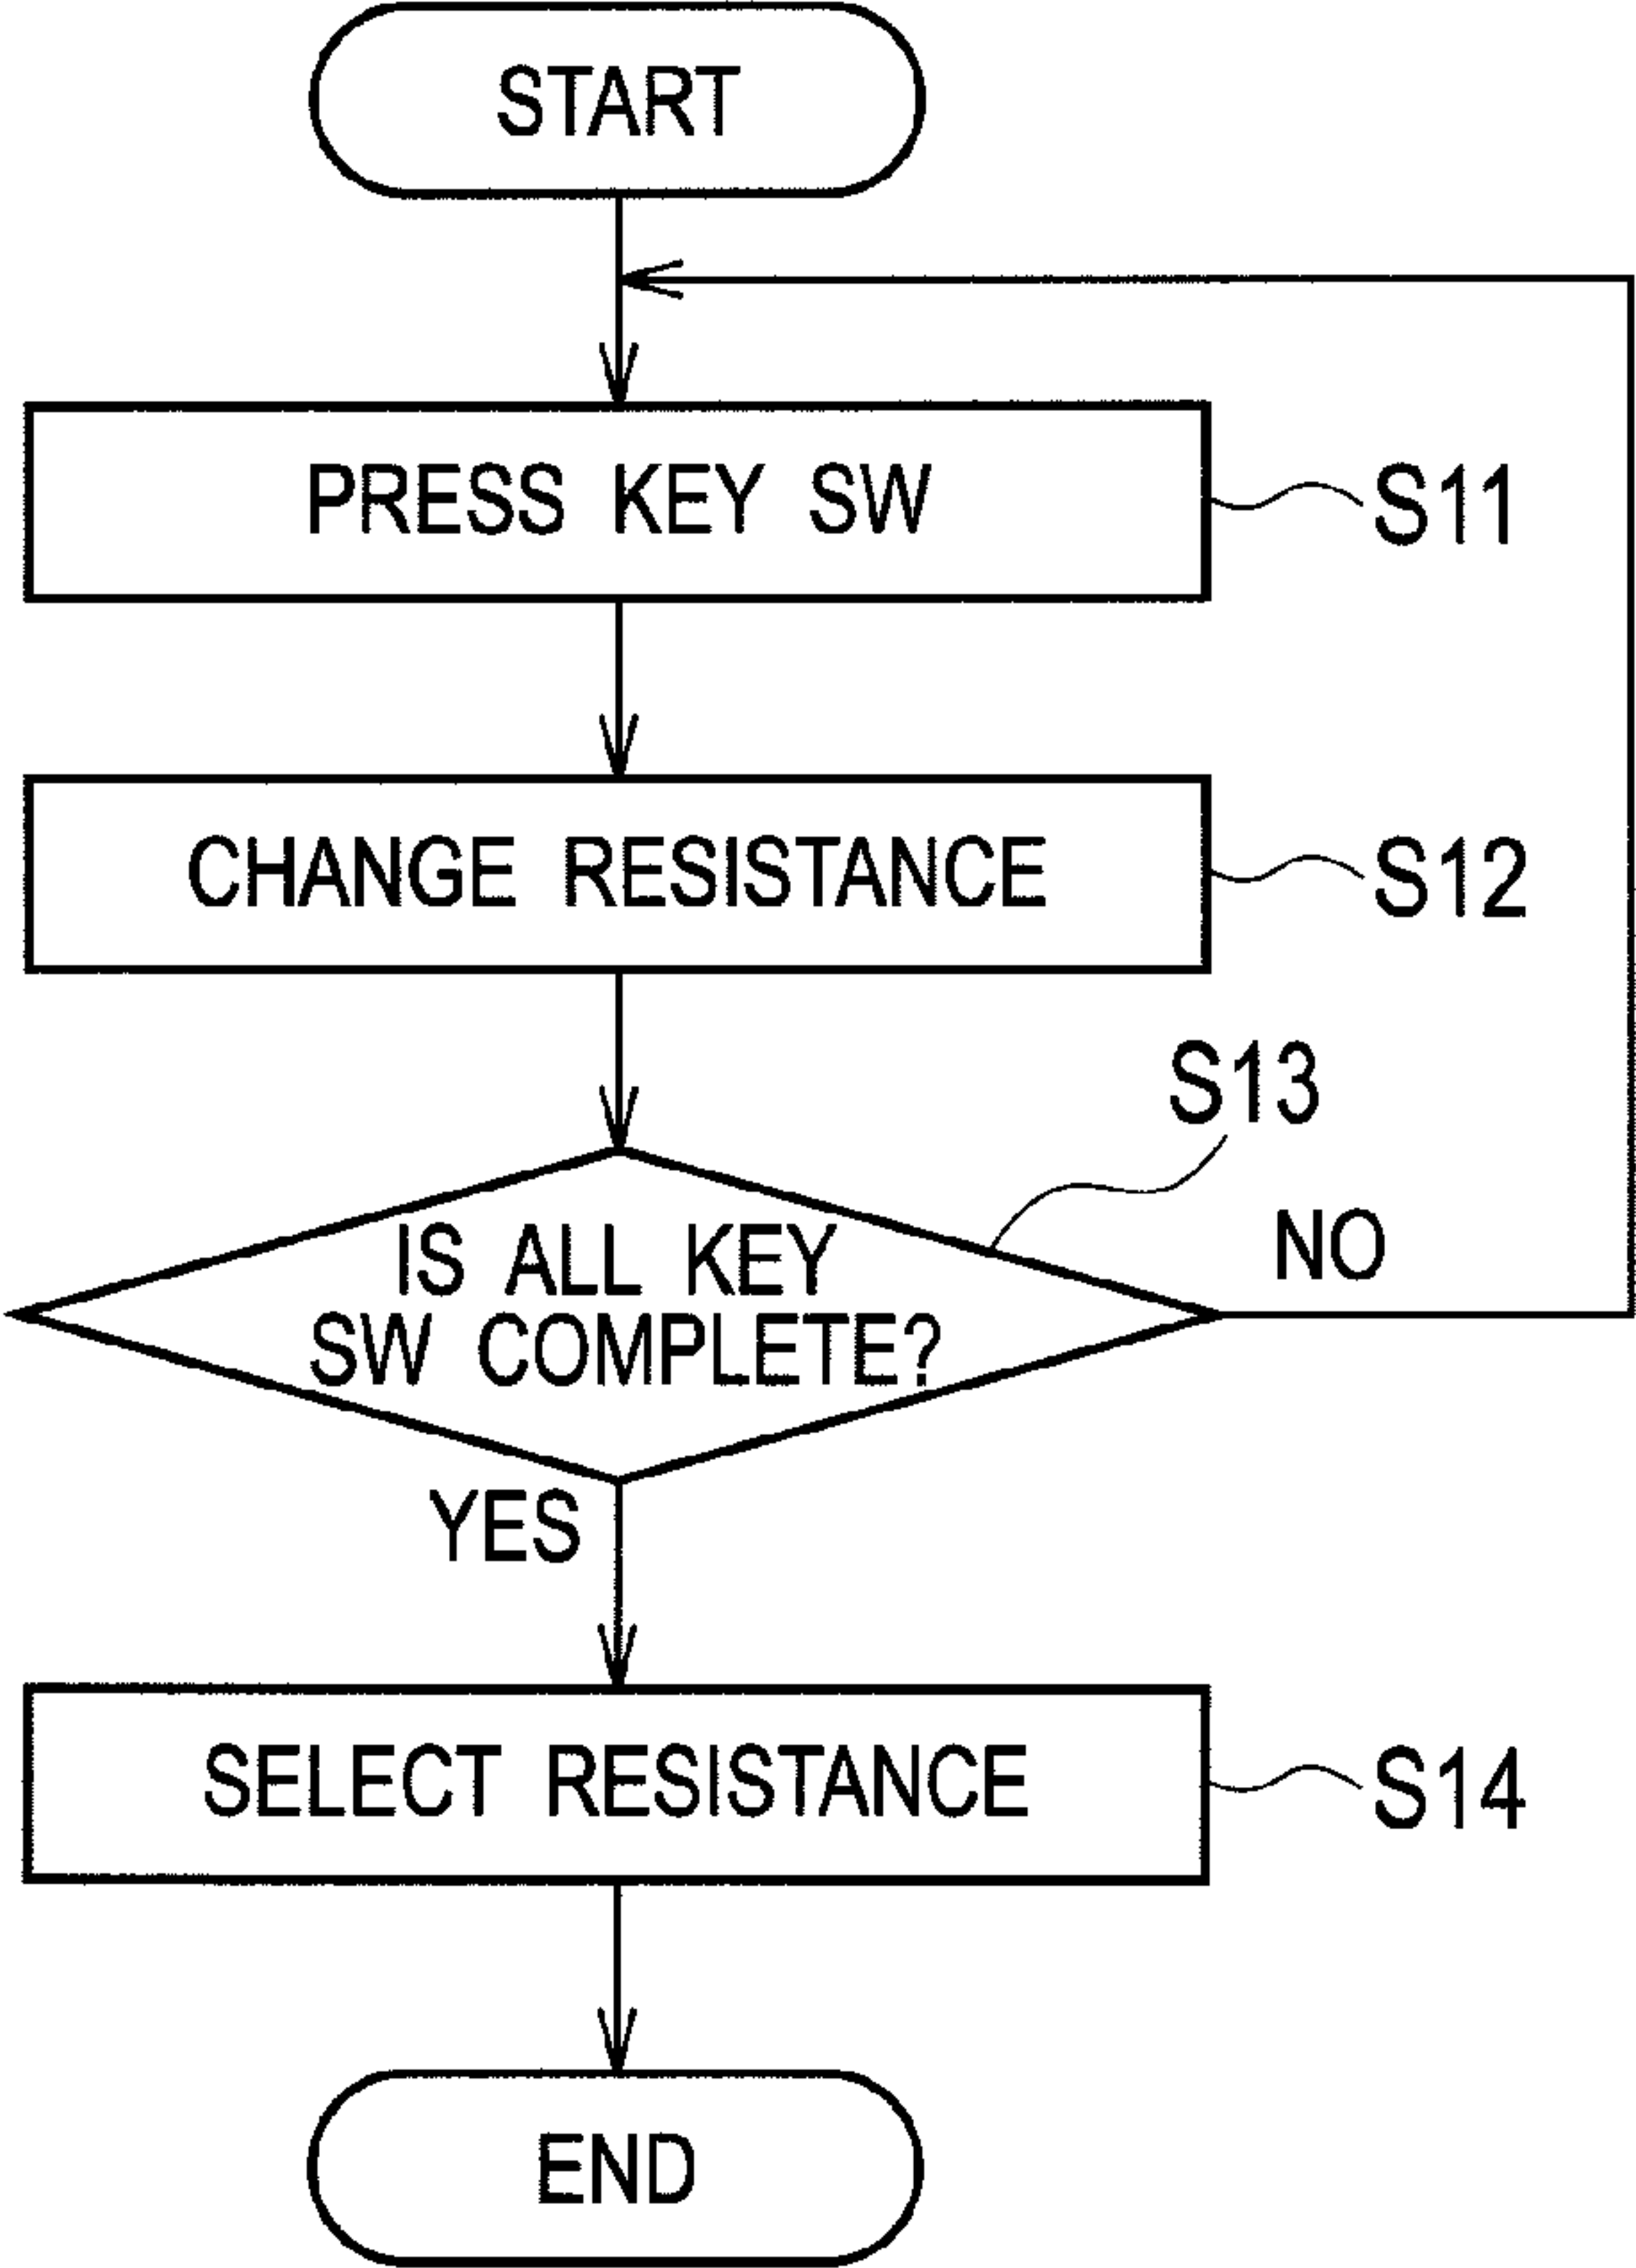 START
PRESS KEY SW
S11
CHANGE RESISTANCE
S12
S13
IS ALL KEY
SW COMPLETE?
NO
YES
SELECT RESISTANCE
S14
END